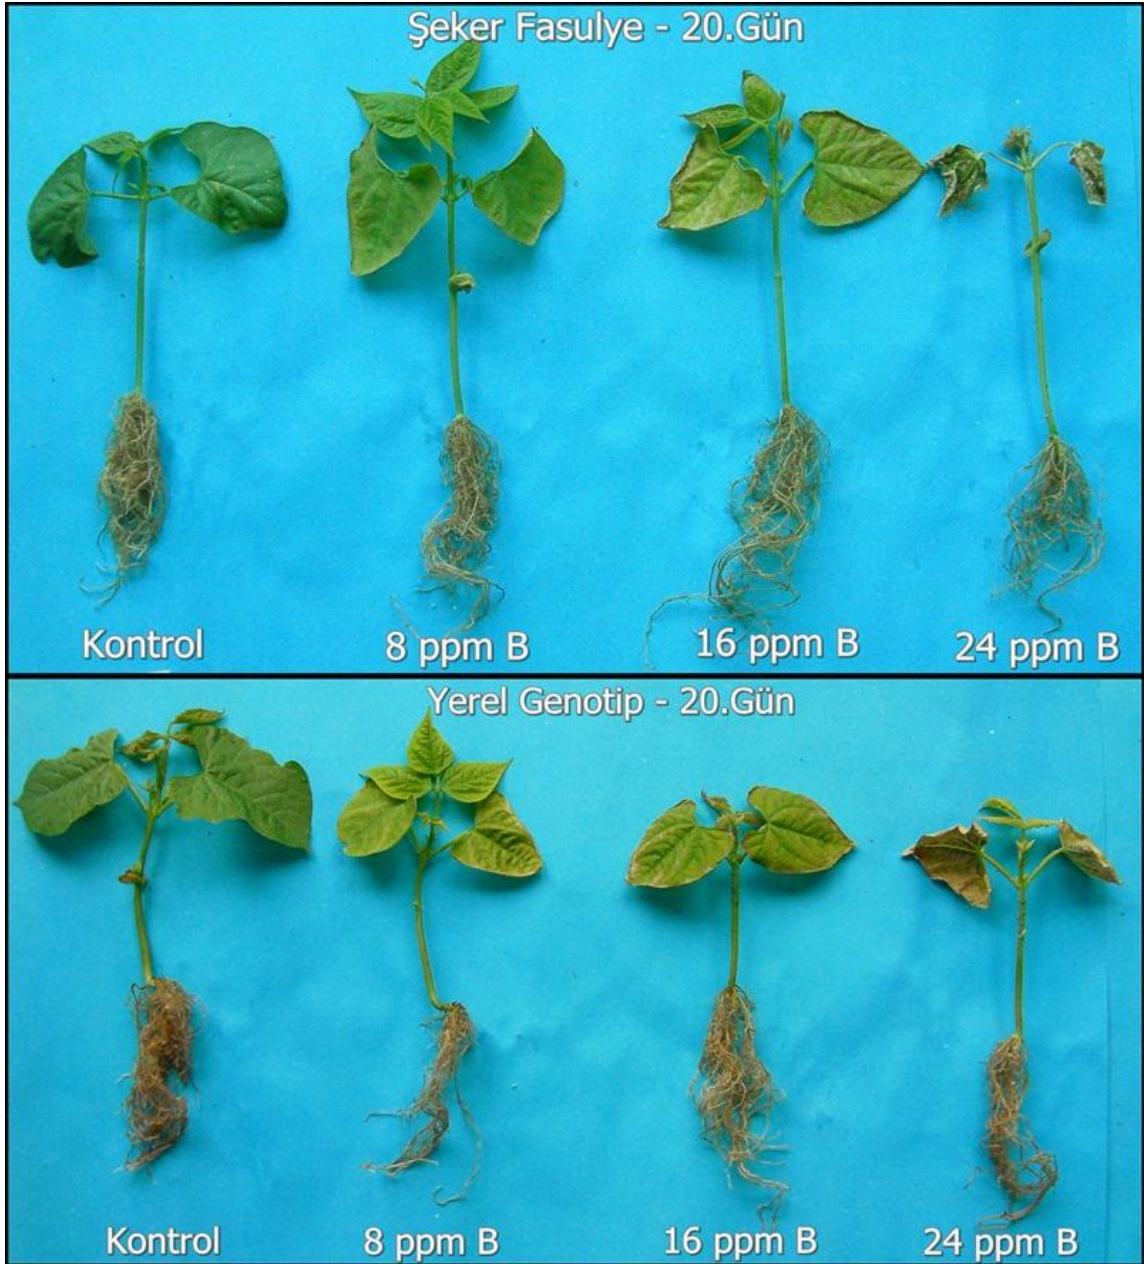 Şeker Fasulye - 20.Gün
Kontrol
8 ppm B
16 ppm B
24 ppm B
Yerel Genotip - 20.Gün
Kontrol
8 ppm B
16 ppm B
24 ppm B